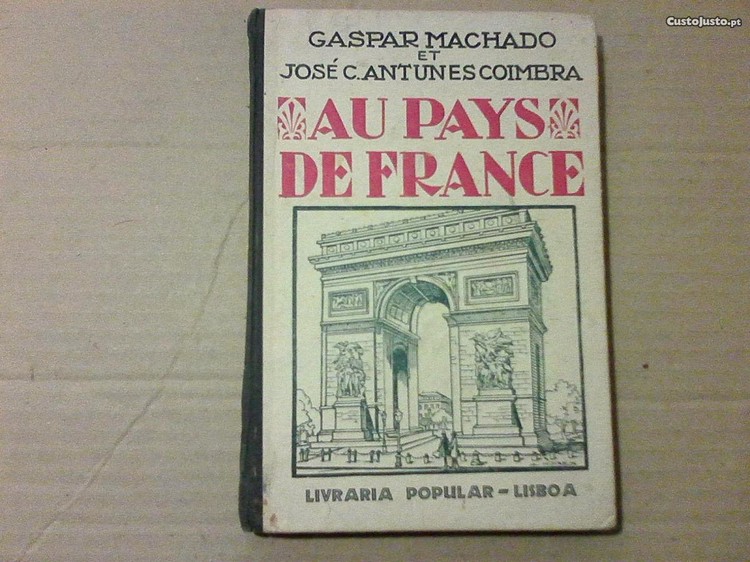 CustoJusto.pt
GASPAR MACHADO
ET
JOSÉ C. ANTUNES COIMBRA
AU PAYS
DE FRANCE
LIVRARIA POPULAR - LISBOA